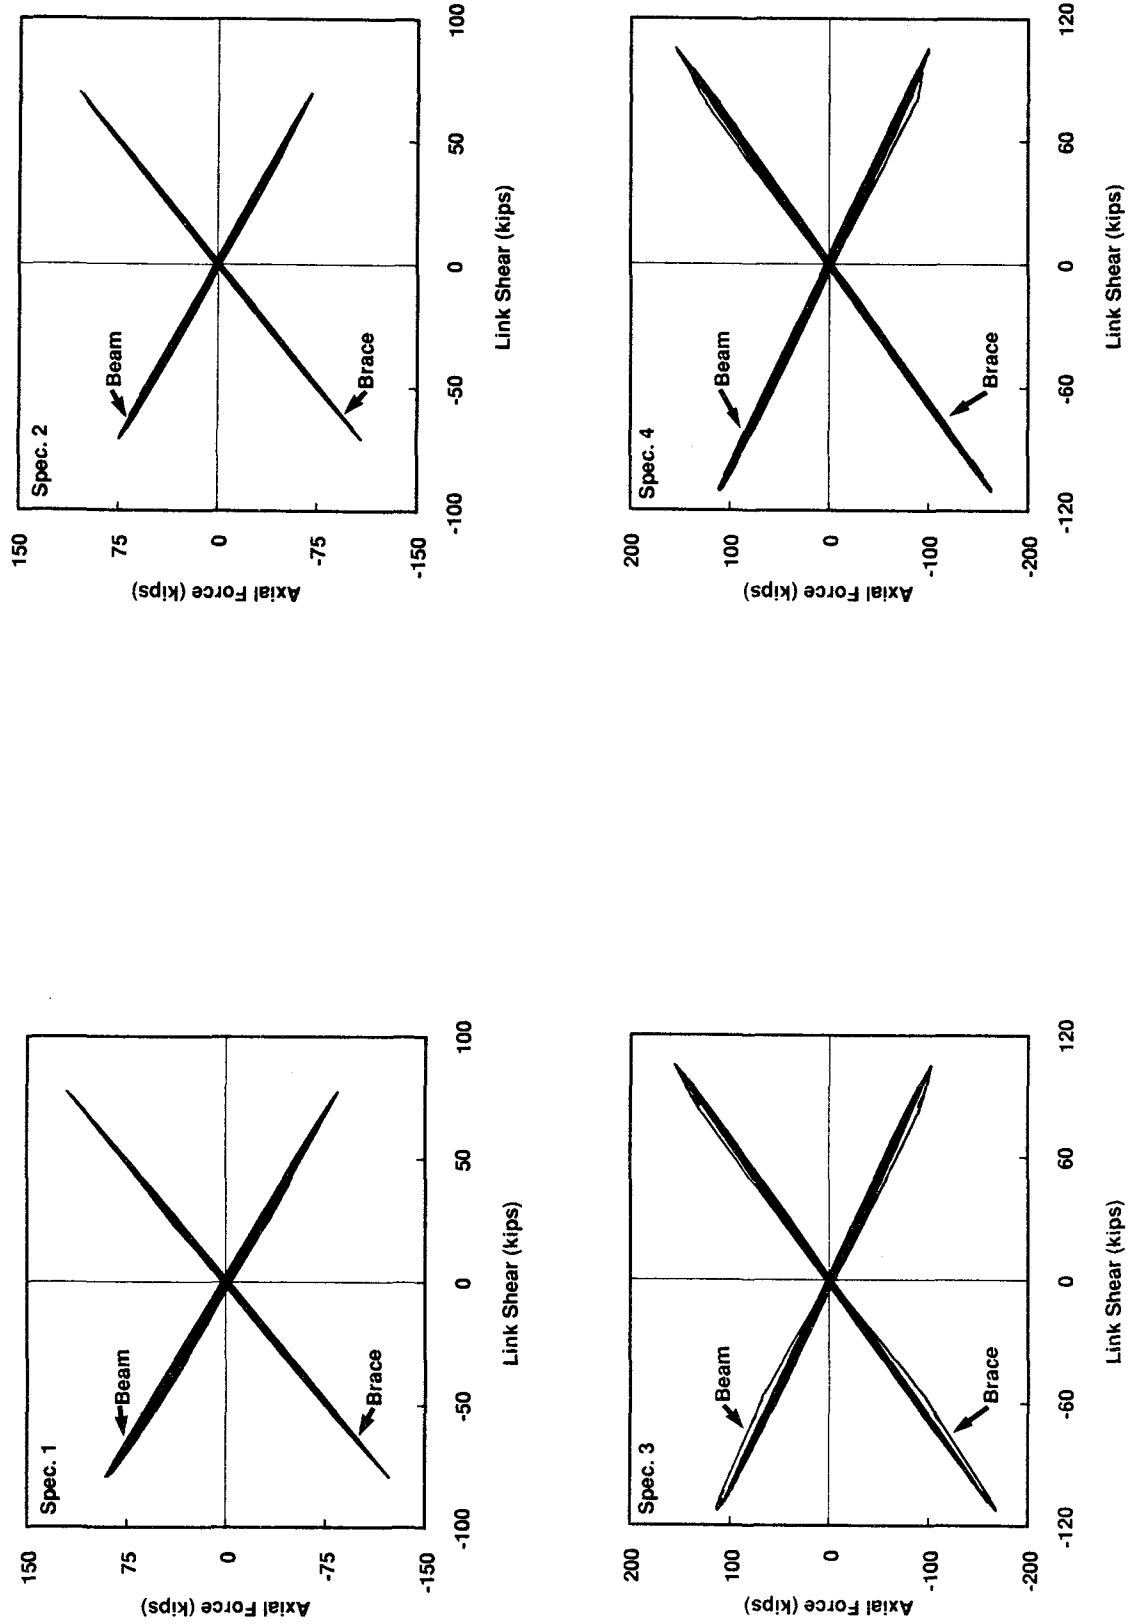 Spec. 1
Axial Force (kips)
150
75
0
-75
-150
-100
-50
0
50
100
Link Shear (kips)
Beam
Brace
Spec. 2
Axial Force (kips)
150
75
0
-75
-150
-100
-50
0
50
100
Link Shear (kips)
Beam
Brace
Spec. 3
Axial Force (kips)
200
100
0
-100
-200
-120
-60
0
60
120
Link Shear (kips)
Beam
Brace
Spec. 4
Axial Force (kips)
200
100
0
-100
-200
-120
-60
0
60
120
Link Shear (kips)
Beam
Brace